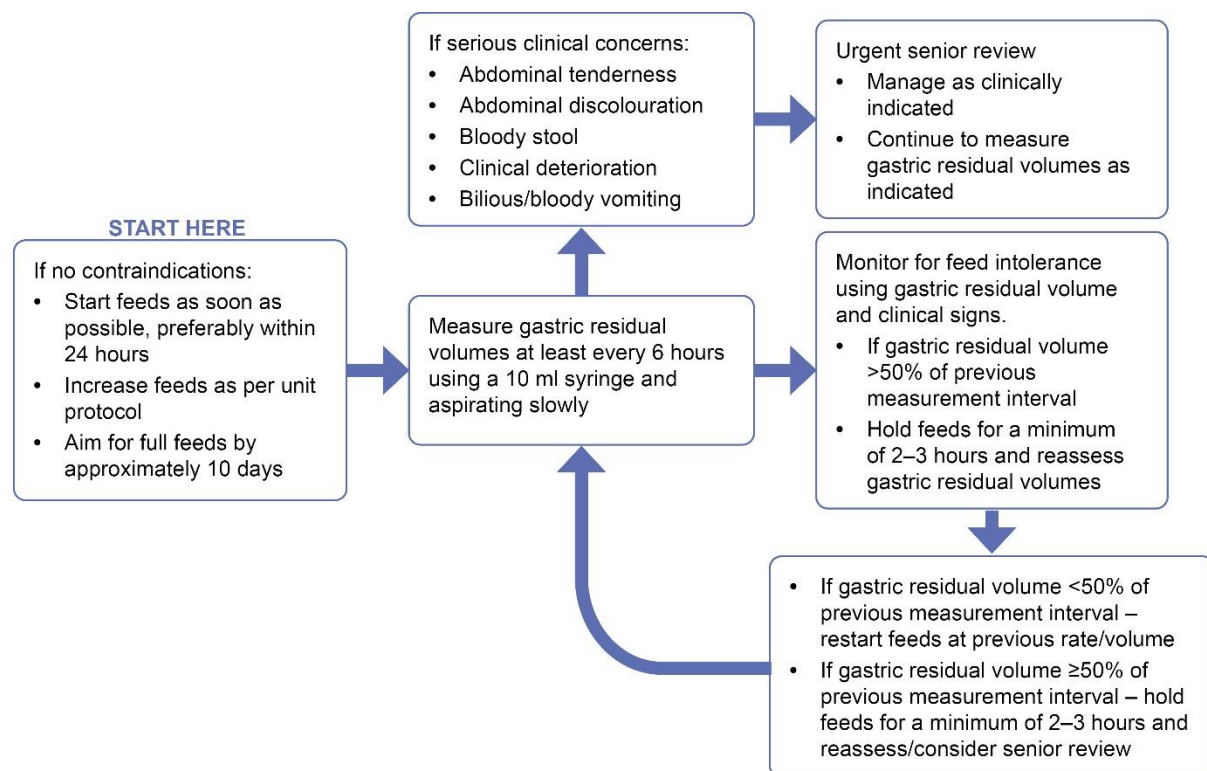 START HERE
If no contraindications:
• Start feeds as soon as
possible, preferably within
24 hours
• Increase feeds as per unit
protocol
• Aim for full feeds by
approximately 10 days
Measure gastric residual
volumes at least every 6 hours
using a 10 ml syringe and
aspirating slowly
If serious clinical concerns:
• Abdominal tenderness
• Abdominal discolouration
• Bloody stool
• Clinical deterioration
• Bilious/bloody vomiting
Urgent senior review
• Manage as clinically
indicated
• Continue to measure
gastric residual volumes as
indicated
Monitor for feed intolerance
using gastric residual volume
and clinical signs.
• If gastric residual volume
>50% of previous
measurement interval
• Hold feeds for a minimum
of 2–3 hours and reassess
gastric residual volumes
• If gastric residual volume <50% of
previous measurement interval –
restart feeds at previous rate/volume
• If gastric residual volume ≥50% of
previous measurement interval – hold
feeds for a minimum of 2–3 hours and
reassess/consider senior review